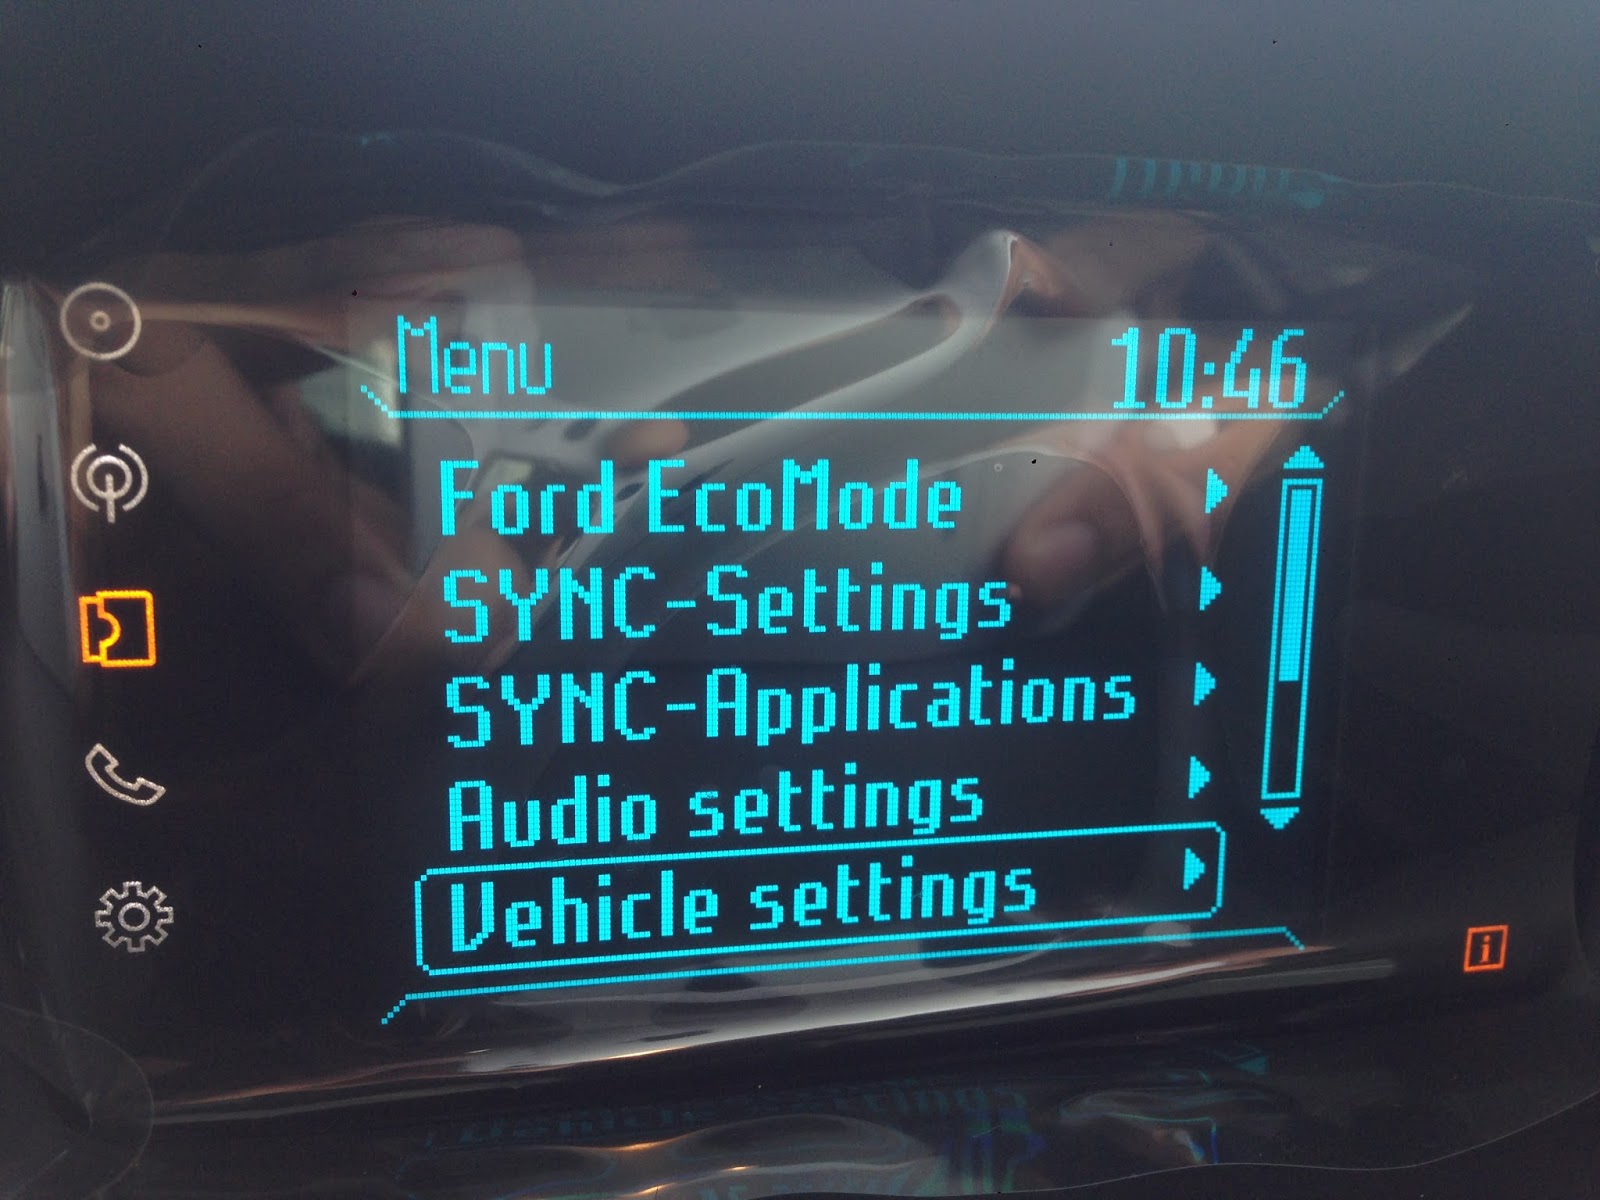 Menu
10:46
Ford EcoMode
SYNC-Settings
SYNC-Applications
Audio settings
Vehicle settings
i